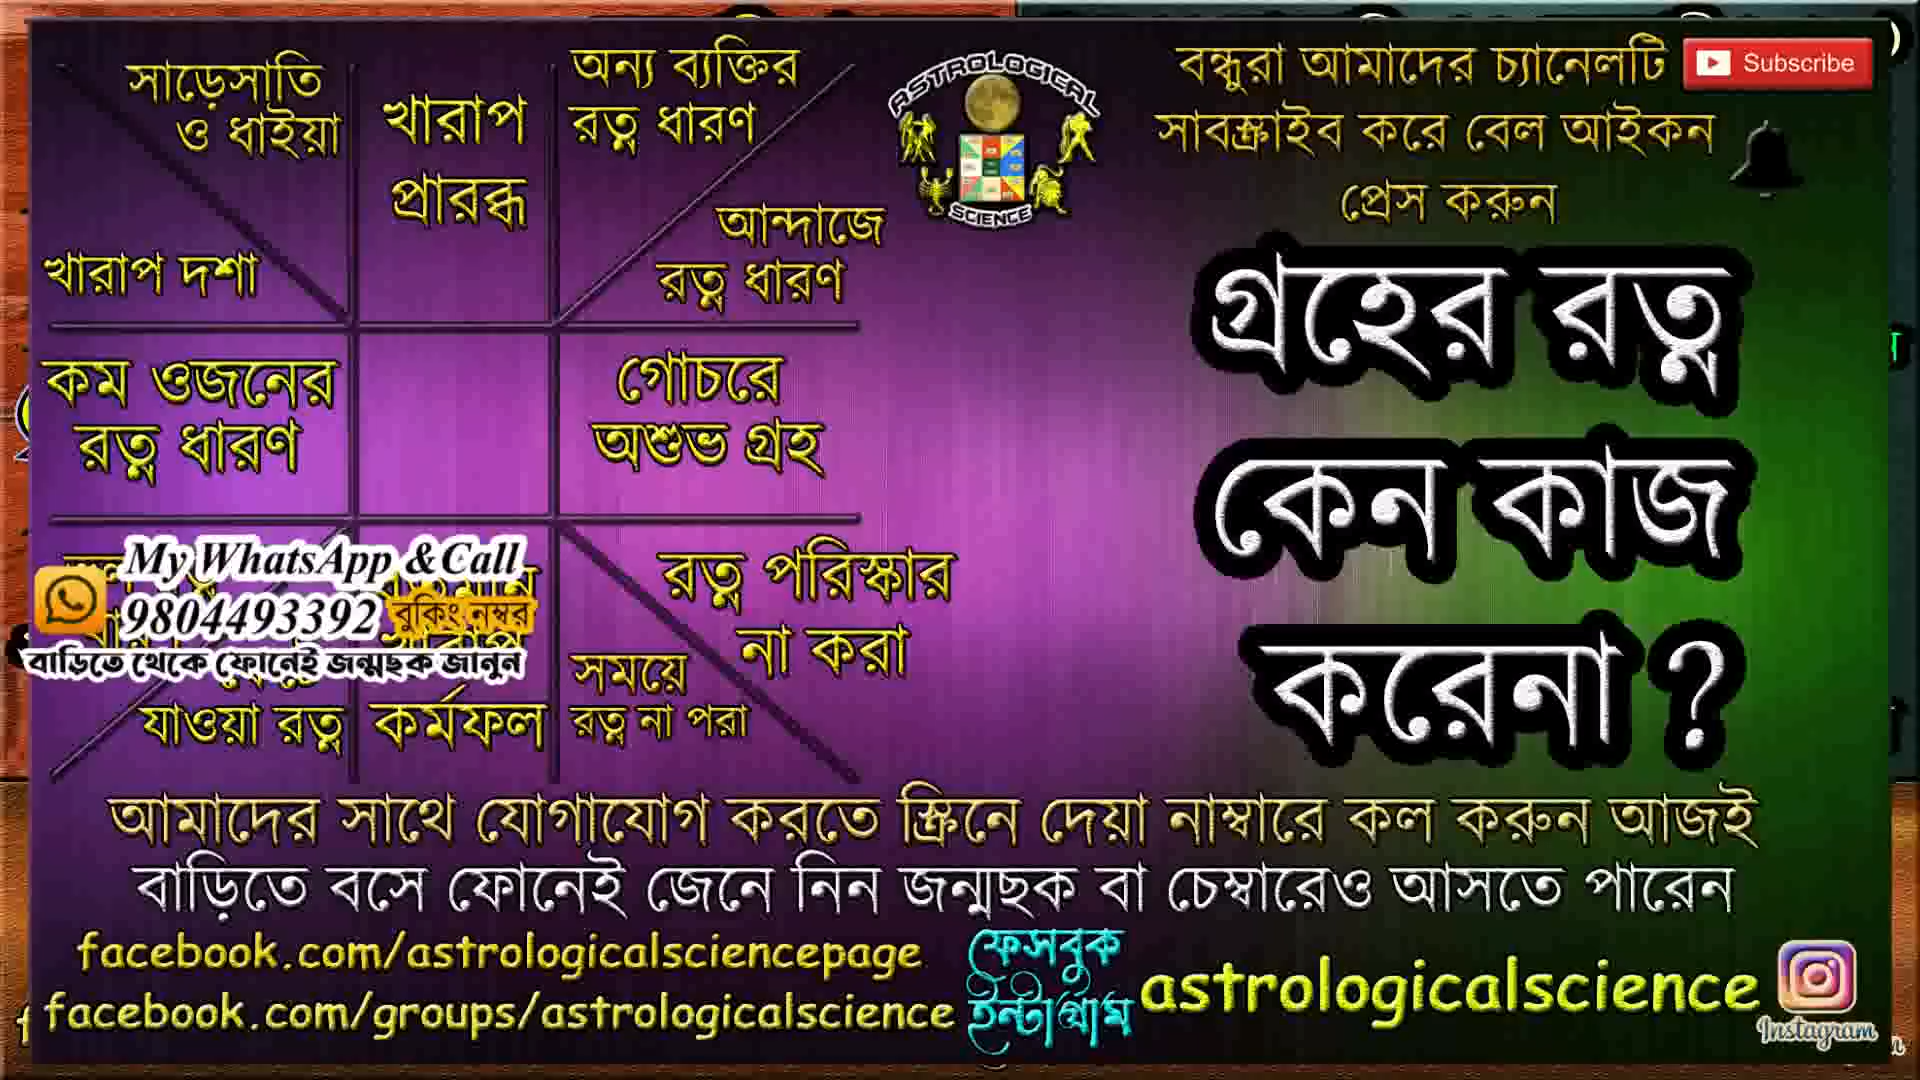 সাড়েসাতি
ও ধাইয়া
খারাপ
প্রারব্ধ
অন্য ব্যক্তির
রত্ন ধারণ
খারাপ দশা
আন্দাজে
রত্ন ধারণ
ASTROLOGICAL
SCIENCE
বন্ধুরা আমাদের চ্যানেলটি
Subscribe
সাবস্ক্রাইব করে বেল আইকন
প্রেস করুন
গ্রহের রত্ন
কেন কাজ
করেনা ?
কম ওজনের
রত্ন ধারণ
গোচরে
অশুভ গ্রহ
My WhatsApp &Call
9804493392 বুকিং নম্বর
বাড়িতে থেকে ফোনেই জন্মছক জানুন
রত্ন পরিস্কার
না করা
যাওয়া রত্ন
কর্মফল
সময়ে
রত্ন না পরা
আমাদের সাথে যোগাযোগ করতে স্ক্রিনে দেয়া নাম্বারে কল করুন আজই
বাড়িতে বসে ফোনেই জেনে নিন জন্মছক বা চেম্বারেও আসতে পারেন
facebook.com/astrologicalsciencepage
facebook.com/groups/astrologicalscience
ফেসবুক
ইন্টাগ্রাম
astrologicalscience
Instagram